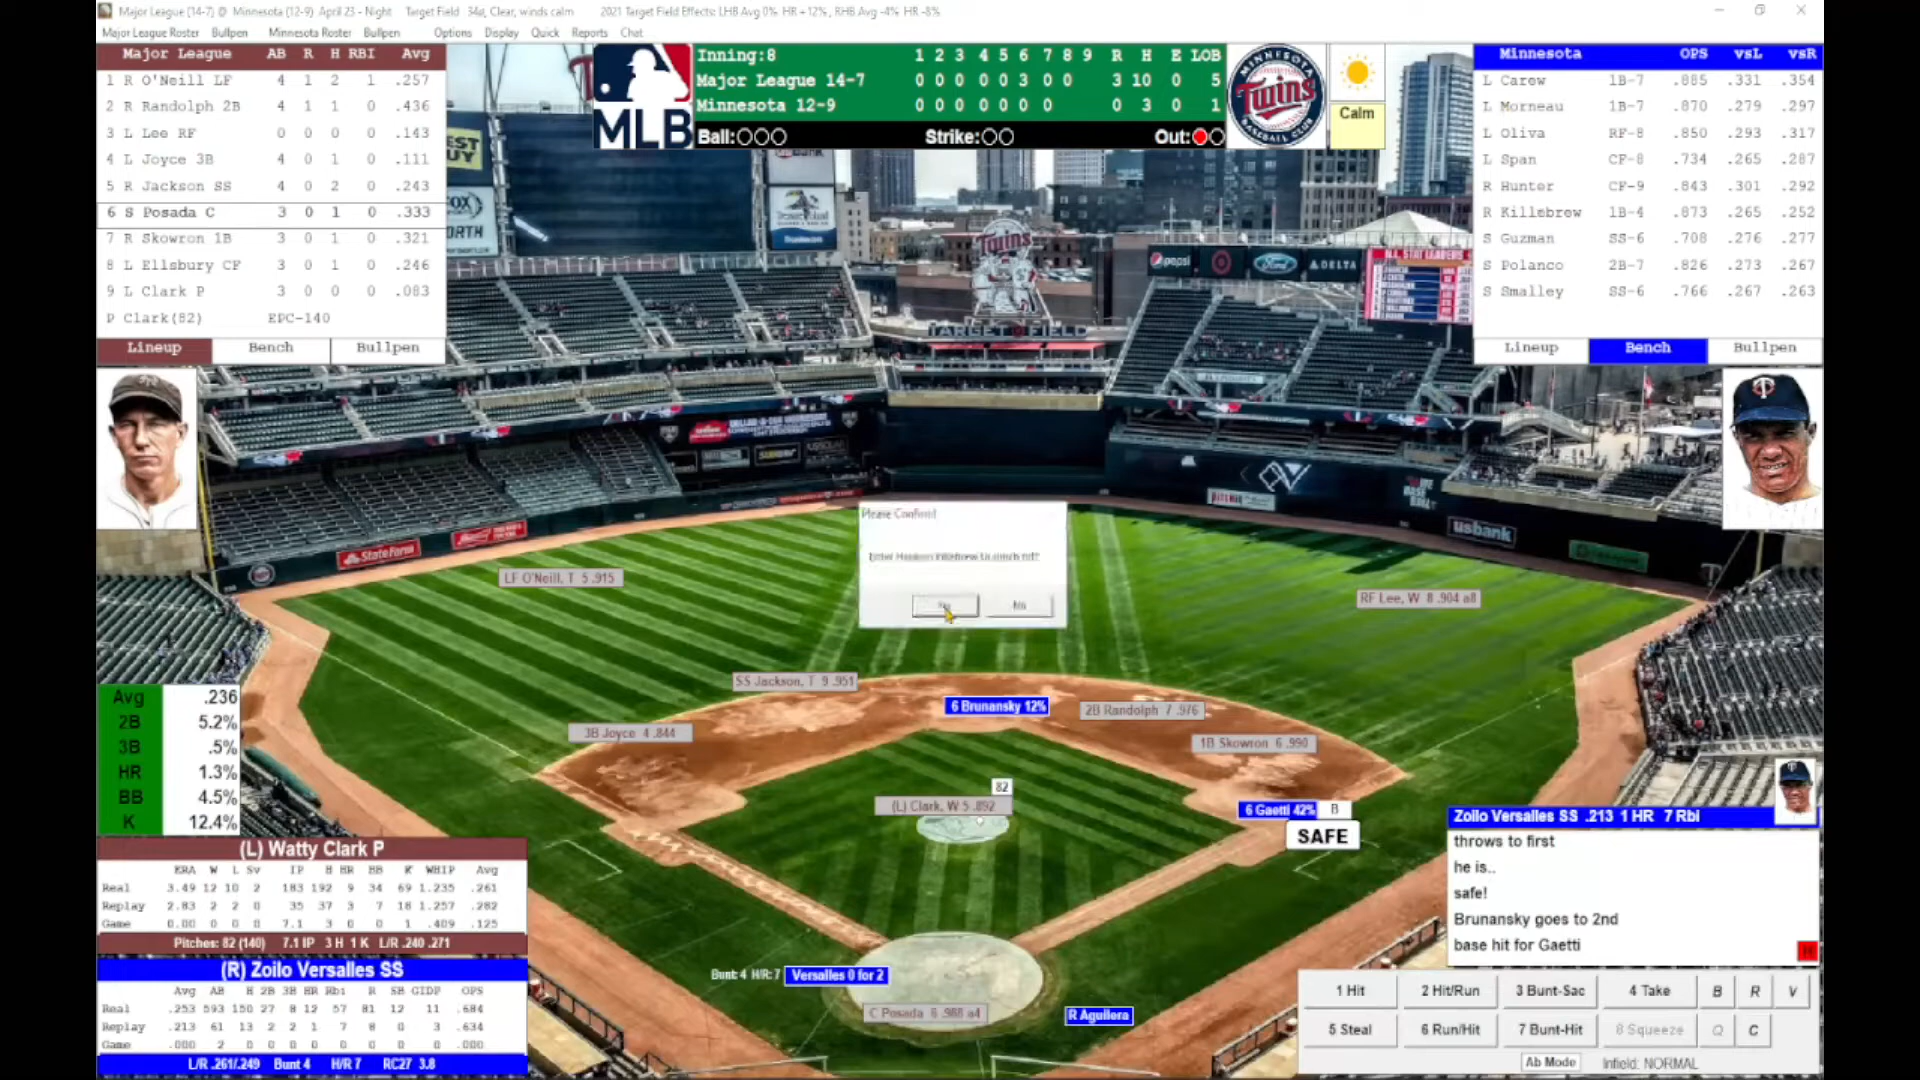 Major League (14-7) @ Minnesota (12-9) April 23 - Night Target Field 34st, Clear, winds calm 2021 Target Field Effects: LHB Avg 0% HR +12%, RHB Avg -4% HR -8%
Major League Roster Bullpen Minnesota Roster Bullpen Options Display Quick Reports Chat
Major League AB R H RBI Avg
1 R O'Neill LF 4 1 2 1 .257
2 R Randolph 2B 4 1 1 0 .436
3 L Lee RF 0 0 0 0 .143
4 L Joyce 3B 4 0 1 0 .111
5 R Jackson SS 4 0 2 0 .243
6 S Posada C 3 0 1 0 .333
7 R Skowron 1B 3 0 1 0 .321
8 L Ellsbury CF 3 0 1 0 .246
9 L Clark P 3 0 0 0 .083
P Clark(82) EPC-140
Lineup Bench Bullpen
MLB
Inning:8 1 2 3 4 5 6 7 8 9 R H E LOB
Major League 14-7 0 0 0 0 0 3 0 0 3 10 0 5
Minnesota 12-9 0 0 0 0 0 0 0 0 3 0 1
Ball: Strike: Out:
MINNESOTA
Twins
BASEBALL CLUB
Calm
Minnesota OPS vsL vsR
L Carew 1B-7 .885 .331 .354
L Morneau 1B-7 .870 .279 .297
L Oliva RF-8 .850 .293 .317
L Span CF-8 .734 .265 .287
R Hunter CF-9 .843 .301 .292
R Killebrew 1B-4 .873 .265 .252
S Guzman SS-6 .708 .276 .277
S Polanco 2B-7 .826 .273 .267
S Smalley SS-6 .766 .267 .263
Lineup Bench Bullpen
Twins
pepsi
Ford
DELTA
TARGET FIELD
StateFarm
usbank
Please Confirm
No
LF O'Neill, T 5 .915
RF Lee, W 8 .904 a8
SS Jackson, T 9 .951
6 Brunansky 12%
2B Randolph 7 .976
3B Joyce 4 .844
1B Skowron 6 .990
82
(L) Clark, W 5 .892
6 Gaetti 42% B
SAFE
Bunt: 4 H/R: 7 Versalles 0 for 2
C Posada 6 .988 a4
R Aguilera
Avg .236
2B 5.2%
3B .5%
HR 1.3%
BB 4.5%
K 12.4%
(L) Watty Clark P
ERA W L Sv IP H HR BB K WHIP Avg
Real 3.49 12 10 2 183 192 9 34 69 1.235 .261
Replay 2.83 2 2 0 35 37 3 7 18 1.257 .282
Game 0.00 0 0 0 7.1 3 0 0 1 .409 .125
Pitches: 82 (140) 7.1 IP 3 H 1 K L/R .240 .271
(R) Zoilo Versalles SS
Avg AB H 2B 3B HR Rbi R SB GIDP OPS
Real .253 593 150 27 8 12 57 81 12 11 .684
Replay .213 61 13 2 2 1 7 8 0 3 .634
Game .000 2 0 0 0 0 0 0 0 0 .000
L/R .261/.249 Bunt 4 H/R 7 RC27 3.8
Zoilo Versalles SS .213 1 HR 7 Rbi
throws to first
he is..
safe!
Brunansky goes to 2nd
base hit for Gaetti
1 Hit 2 Hit/Run 3 Bunt-Sac 4 Take B R V
5 Steal 6 Run/Hit 7 Bunt-Hit 8 Squeeze Q C
Ab Mode Infield: NORMAL